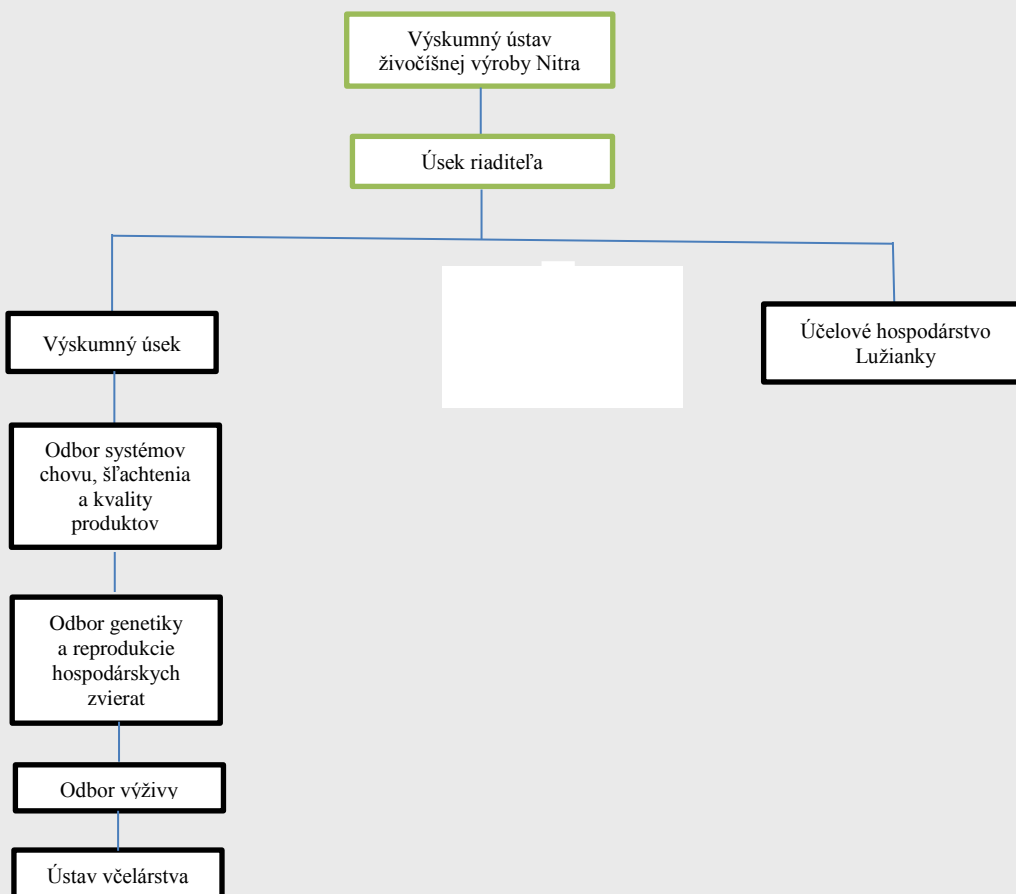 Výskumný ústav
živočíšnej výroby Nitra
Úsek riaditeľa
Výskumný úsek
Účelové hospodárstvo
Lužianky
Odbor systémov
chovu, šľachtenia
a kvality
produktov
Odbor genetiky
a reprodukcie
hospodárskych
zvierat
Odbor výživy
Ústav včelárstva